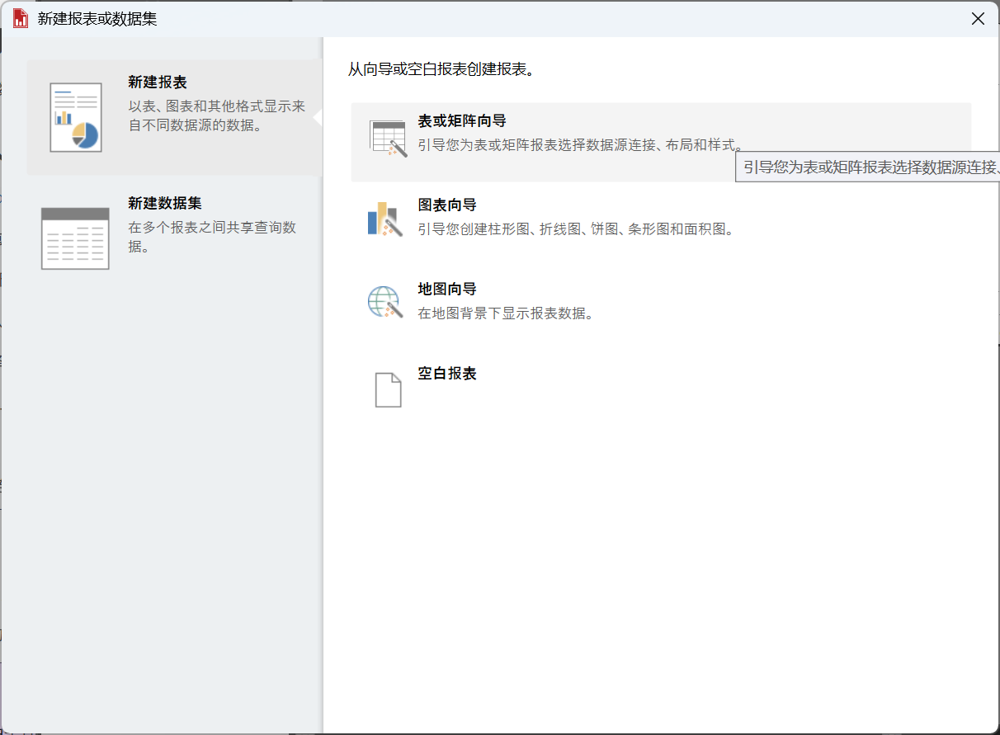 新建报表或数据集
新建报表
以表、图表和其他格式显示来
自不同数据源的数据。
新建数据集
在多个报表之间共享查询数
据。
从向导或空白报表创建报表。
表或矩阵向导
引导您为表或矩阵报表选择数据源连接、布局和样式。
引导您为表或矩阵报表选择数据源连接、
图表向导
引导您创建柱形图、折线图、饼图、条形图和面积图。
地图向导
在地图背景下显示报表数据。
空白报表